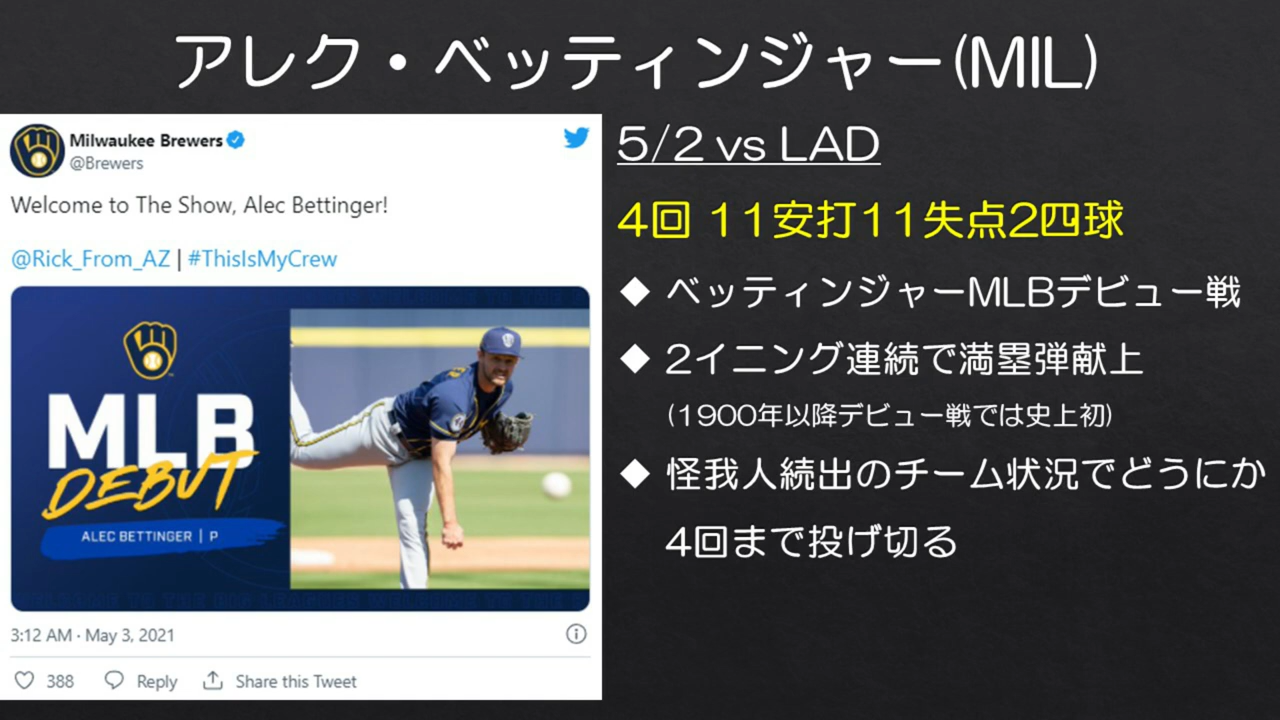 アレク・ベッティンジャー(MIL)
Milwaukee Brewers
@Brewers
Welcome to The Show, Alec Bettinger!
@Rick_From_AZ | #ThisIsMyCrew
MLB
DEBUT
ALEC BETTINGER | P
3:12 AM · May 3, 2021
388 Reply Share this Tweet
5/2 vs LAD
4回 11安打11失点2四球
◆ ベッティンジャーMLBデビュー戦
◆ 2イニング連続で満塁弾献上
(1900年以降デビュー戦では史上初)
◆ 怪我人続出のチーム状況でどうにか
4回まで投げ切る